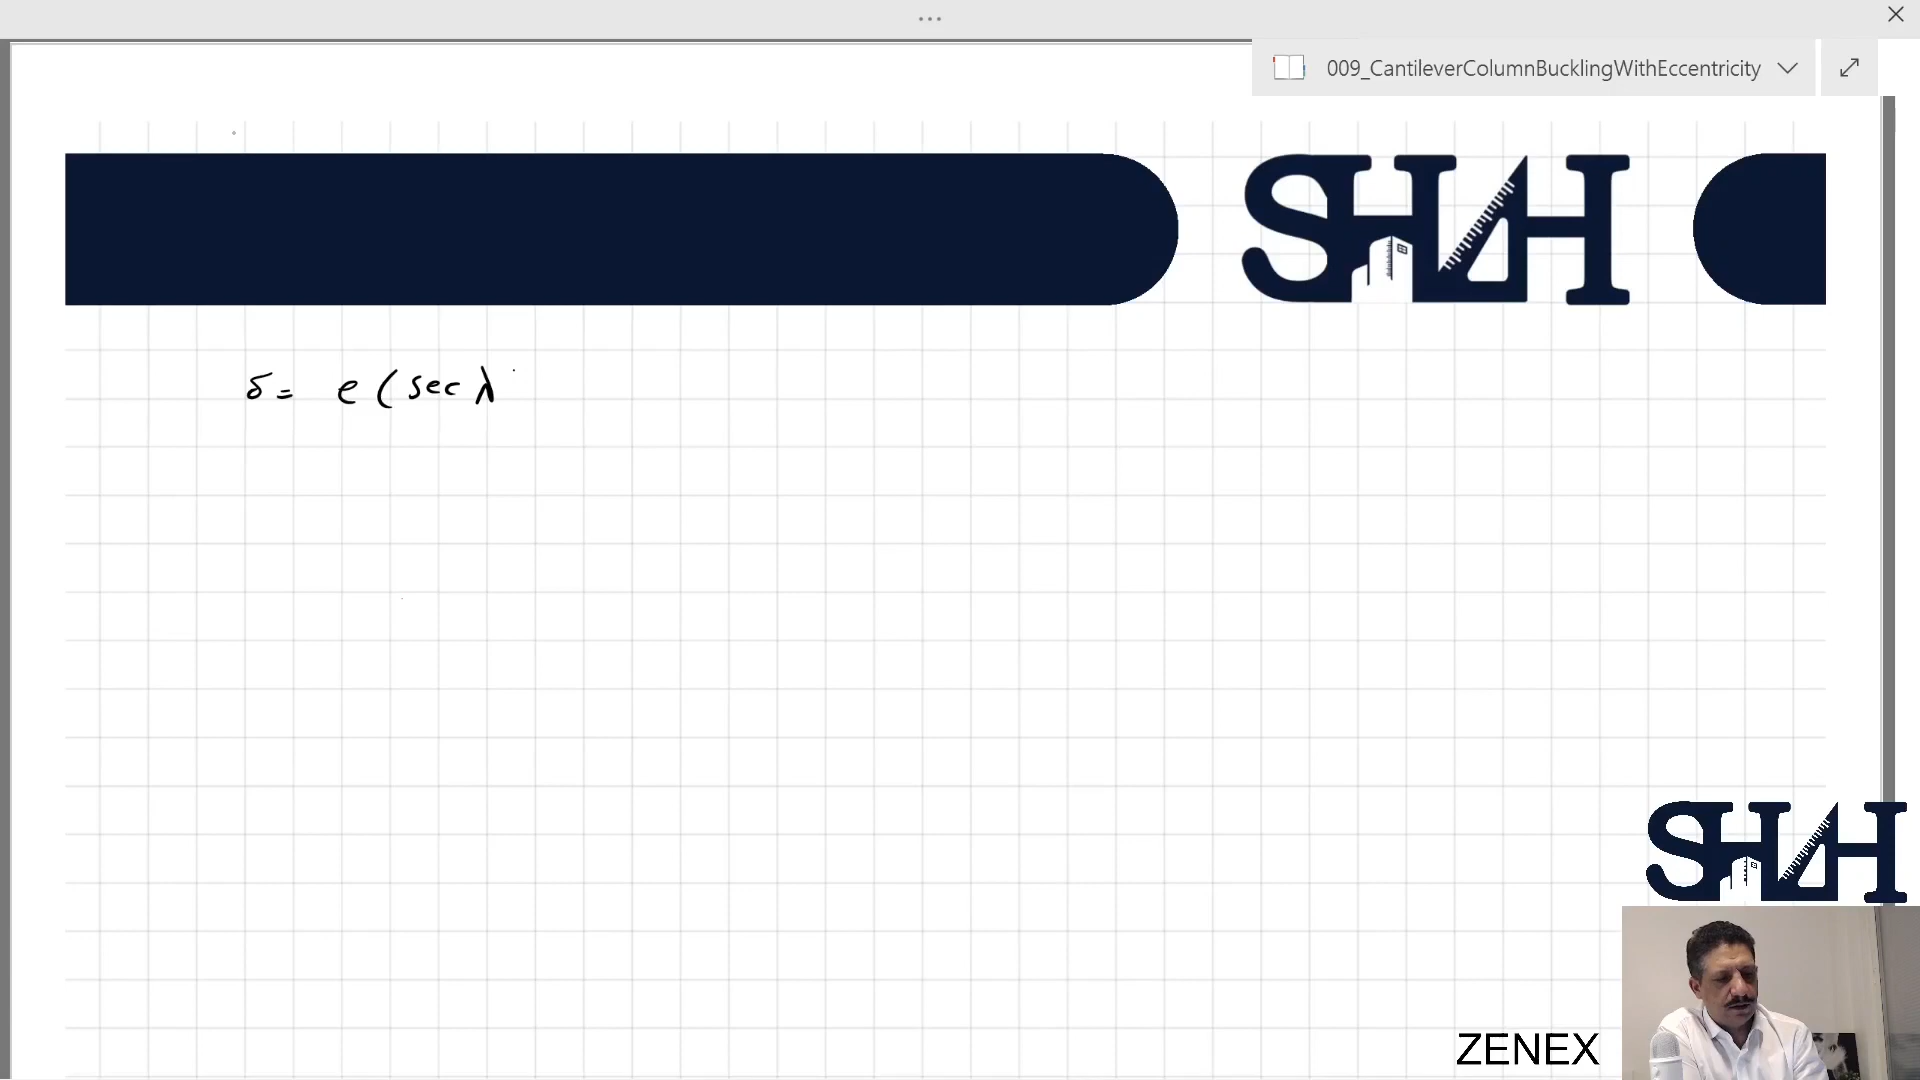 009_CantileverColumnBucklingWithEccentricity
SHAH
δ = e ( sec λ
SHAH
ZENEX